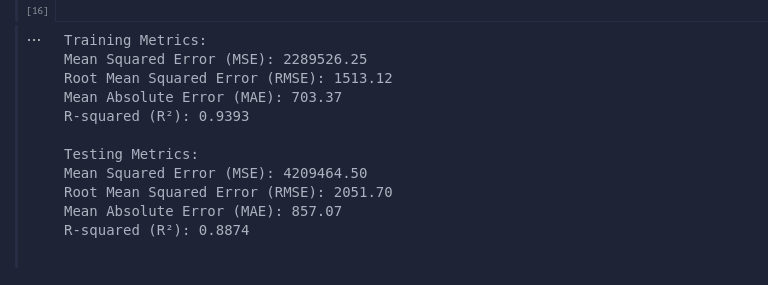 [16]
... Training Metrics:
Mean Squared Error (MSE): 2289526.25
Root Mean Squared Error (RMSE): 1513.12
Mean Absolute Error (MAE): 703.37
R-squared (R²): 0.9393
Testing Metrics:
Mean Squared Error (MSE): 4209464.50
Root Mean Squared Error (RMSE): 2051.70
Mean Absolute Error (MAE): 857.07
R-squared (R²): 0.8874